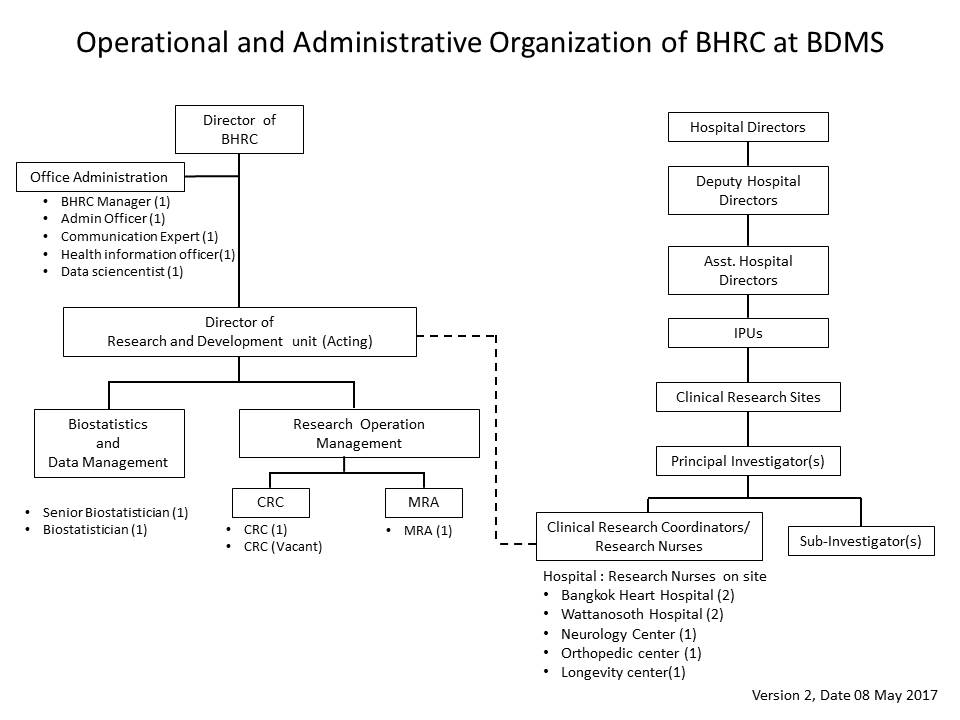 Operational and Administrative Organization of BHRC at BDMS
Director of
BHRC
Office Administration
• BHRC Manager (1)
• Admin Officer (1)
• Communication Expert (1)
• Health information officer(1)
• Data sciencentist (1)
Director of
Research and Development unit (Acting)
Biostatistics
and
Data Management
• Senior Biostatistician (1)
• Biostatistician (1)
Research Operation
Management
CRC
• CRC (1)
• CRC (Vacant)
MRA
• MRA (1)
Hospital Directors
Deputy Hospital
Directors
Asst. Hospital
Directors
IPUs
Clinical Research Sites
Principal Investigator(s)
Clinical Research Coordinators/
Research Nurses
Sub-Investigator(s)
Hospital : Research Nurses on site
• Bangkok Heart Hospital (2)
• Wattanosoth Hospital (2)
• Neurology Center (1)
• Orthopedic center (1)
• Longevity center(1)
Version 2, Date 08 May 2017